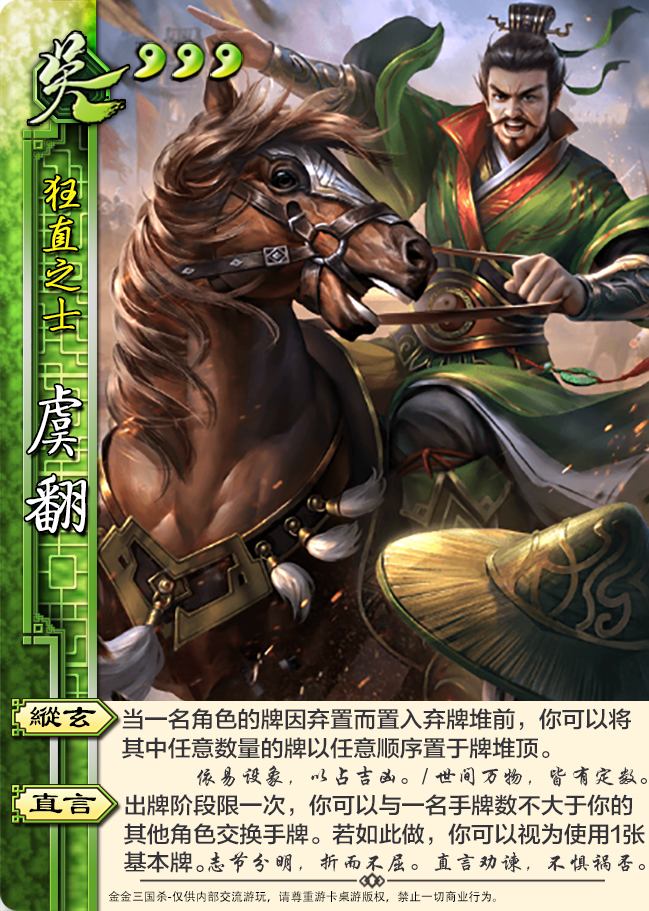 吴
狂直之士
虞翻
縱玄
当一名角色的牌因弃置而置入弃牌堆前，你可以将
其中任意数量的牌以任意顺序置于牌堆顶。
依易设象，以占吉凶。/世间万物，皆有定数。
直言
出牌阶段限一次，你可以与一名手牌数不大于你的
其他角色交换手牌。若如此做，你可以视为使用1张
基本牌。志节分明，折而不屈。直言劝谏，不惧祸否。
金金三国杀-仅供内部交流游玩，请尊重游卡桌游版权，禁止一切商业行为。